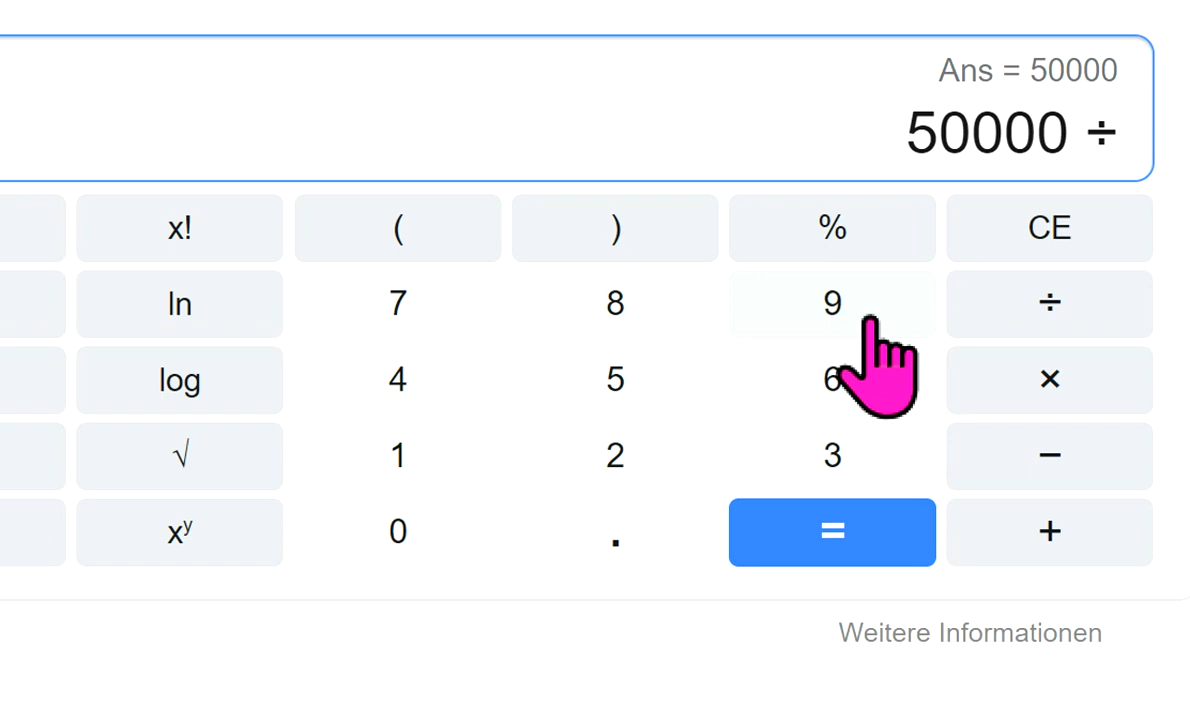 Ans = 50000
50000 ÷
x! ( ) % CE
ln 7 8 9 ÷
log 4 5 6 ×
√ 1 2 3 −
xʸ 0 . = +
Weitere Informationen